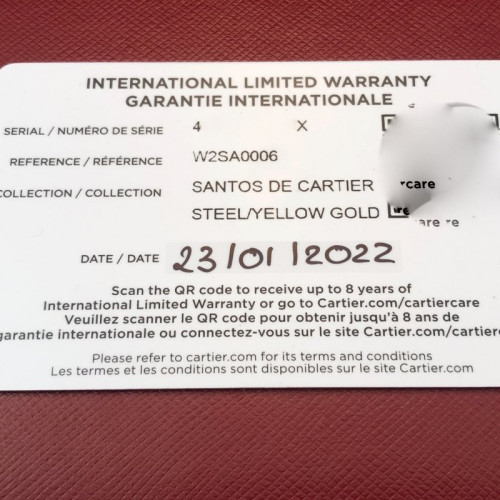 INTERNATIONAL LIMITED WARRANTY
GARANTIE INTERNATIONALE
SERIAL / NUMÉRO DE SÉRIE 4 X
REFERENCE / RÉFÉRENCE W2SA0006
COLLECTION / COLLECTION SANTOS DE CARTIER
STEEL/YELLOW GOLD
DATE / DATE 23/01/2022
Scan the QR code to receive up to 8 years of
International Limited Warranty or go to Cartier.com/cartiercare
Veuillez scanner le QR code pour obtenir jusqu'à 8 ans de
garantie internationale ou connectez-vous sur le site Cartier.com/cartierc
Please refer to cartier.com for its terms and conditions
Les termes et les conditions sont disponibles sur le site Cartier.com